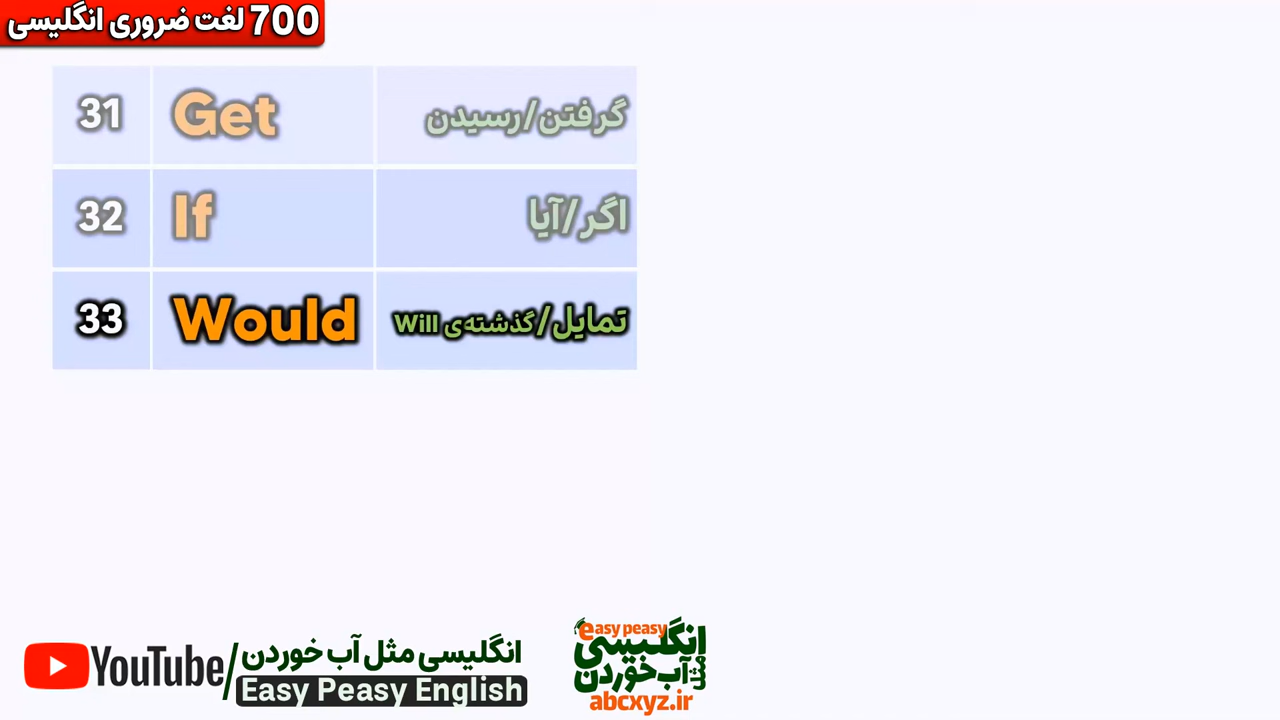 700 لغت ضروری انگلیسی
31 Get گرفتن/رسیدن
32 If اگر/آیا
33 Would تمایل/گذشته‌ی Will
YouTube/انگلیسی مثل آب خوردن
Easy Peasy English
easy peasy
انگلیسی
مثل آب خوردن
abcxyz.ir